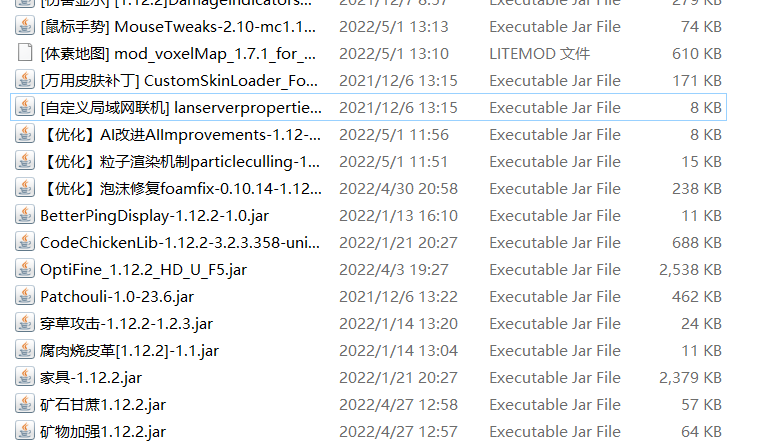 [伤害显示] [1.12.2]DamageIndicators... 2021/12/7 6:57 Executable Jar File 279 KB
[鼠标手势] MouseTweaks-2.10-mc1.1... 2022/5/1 13:13 Executable Jar File 74 KB
[体素地图] mod_voxelMap_1.7.1_for_... 2022/5/1 13:10 LITEMOD 文件 610 KB
[万用皮肤补丁] CustomSkinLoader_Fo... 2021/12/6 13:15 Executable Jar File 171 KB
[自定义局域网联机] lanserverpropertie... 2021/12/6 13:15 Executable Jar File 8 KB
【优化】AI改进AIImprovements-1.12-... 2022/5/1 11:56 Executable Jar File 8 KB
【优化】粒子渲染机制particleculling-1... 2022/5/1 11:51 Executable Jar File 15 KB
【优化】泡沫修复foamfix-0.10.14-1.12... 2022/4/30 20:58 Executable Jar File 238 KB
BetterPingDisplay-1.12.2-1.0.jar 2022/1/13 16:10 Executable Jar File 11 KB
CodeChickenLib-1.12.2-3.2.3.358-uni... 2022/1/21 20:27 Executable Jar File 688 KB
OptiFine_1.12.2_HD_U_F5.jar 2022/4/3 19:27 Executable Jar File 2,538 KB
Patchouli-1.0-23.6.jar 2021/12/6 13:22 Executable Jar File 462 KB
穿草攻击-1.12.2-1.2.3.jar 2022/1/14 13:20 Executable Jar File 24 KB
腐肉烧皮革[1.12.2]-1.1.jar 2022/1/14 13:04 Executable Jar File 11 KB
家具-1.12.2.jar 2022/1/21 20:27 Executable Jar File 2,379 KB
矿石甘蔗1.12.2.jar 2022/4/27 12:58 Executable Jar File 57 KB
矿物加强1.12.2.jar 2022/4/27 12:57 Executable Jar File 64 KB